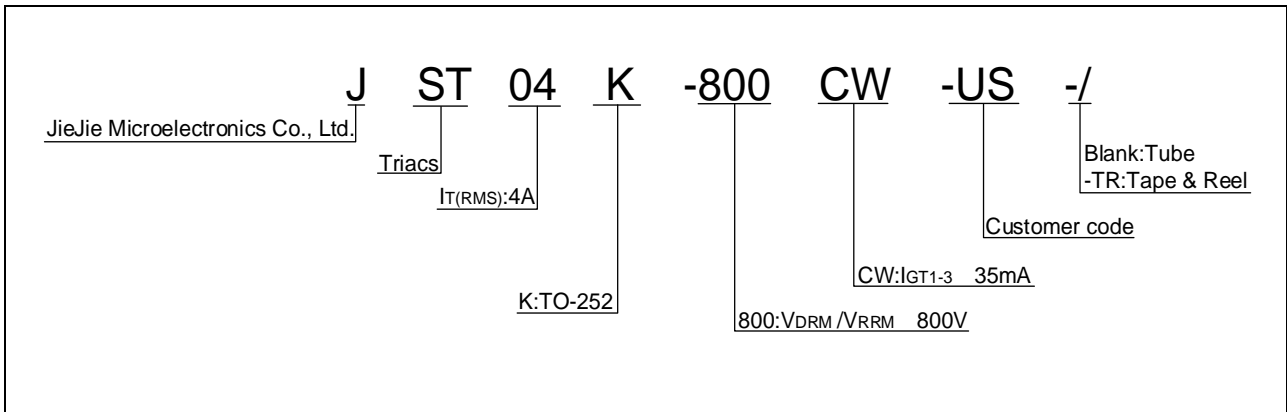 J ST 04 K -800 CW -US -/
JieJie Microelectronics Co., Ltd.
Triacs
IT(RMS):4A
K:TO-252
800:VDRM/VRRM 800V
CW:IGT1-3 35mA
Customer code
Blank:Tube
-TR:Tape & Reel